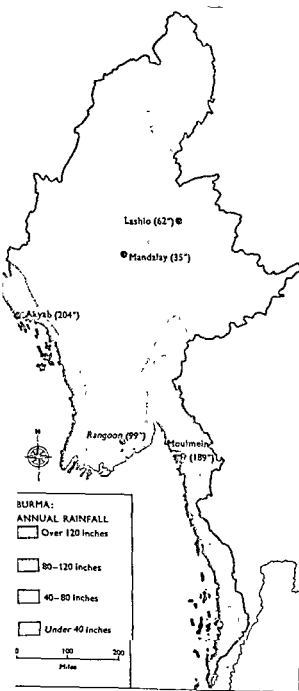 Lashio (62")
Mandalay (35")
Akyab (204")
Rangoon (99")
Moulmein
(189")
N
BURMA:
ANNUAL RAINFALL
Over 120 inches
80–120 inches
40–80 inches
Under 40 inches
0 100 200
Miles